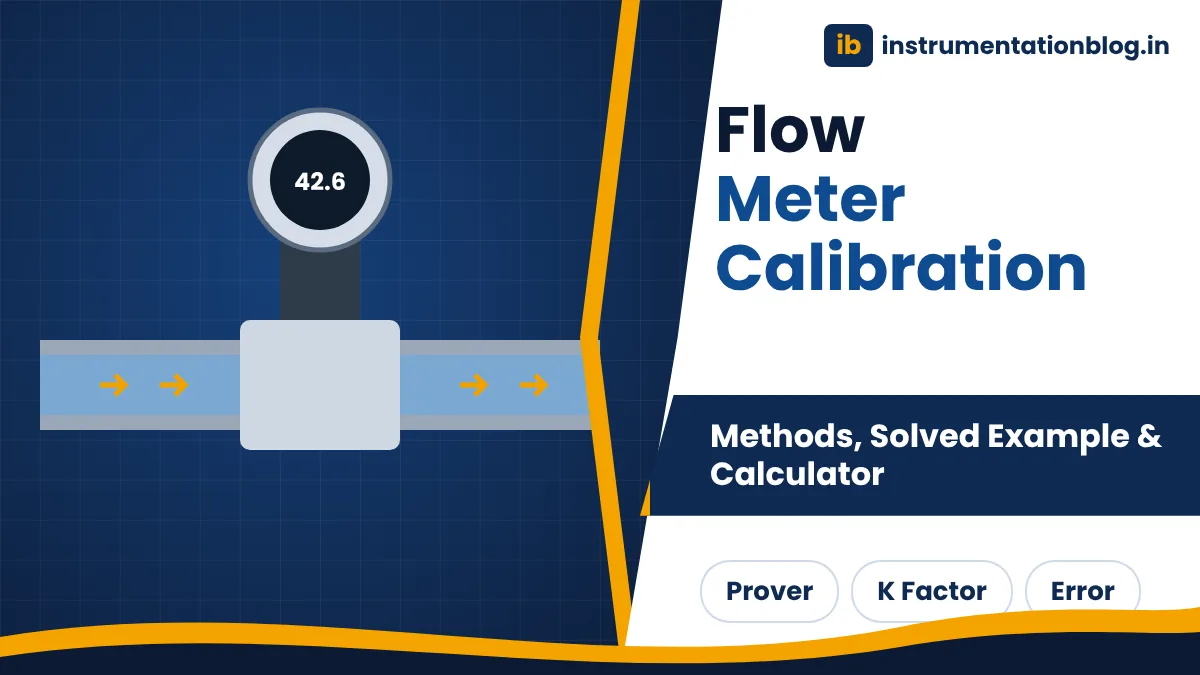 ib instrumentationblog.in
Flow
Meter
Calibration
42.6
Methods, Solved Example &
Calculator
Prover
K Factor
Error